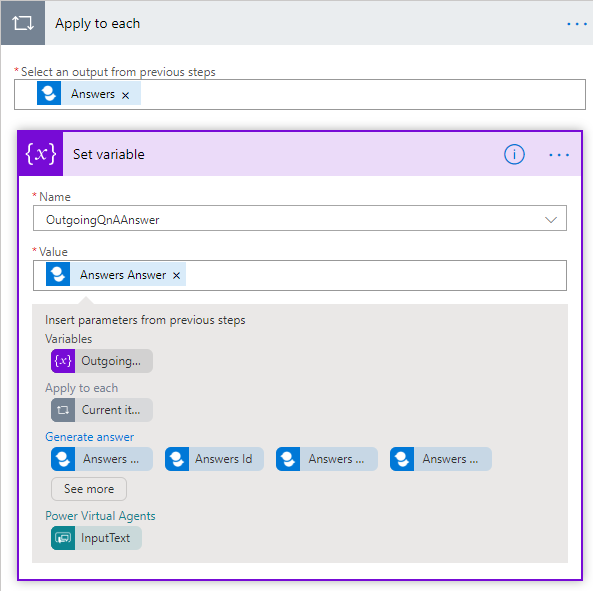 Apply to each
*Select an output from previous steps
Answers ×
{x} Set variable
*Name
OutgoingQnAAnswer
*Value
Answers Answer ×
Insert parameters from previous steps
Variables
{x} Outgoing...
Apply to each
Current it...
Generate answer
Answers ... Answers Id Answers ... Answers ...
See more
Power Virtual Agents
InputText